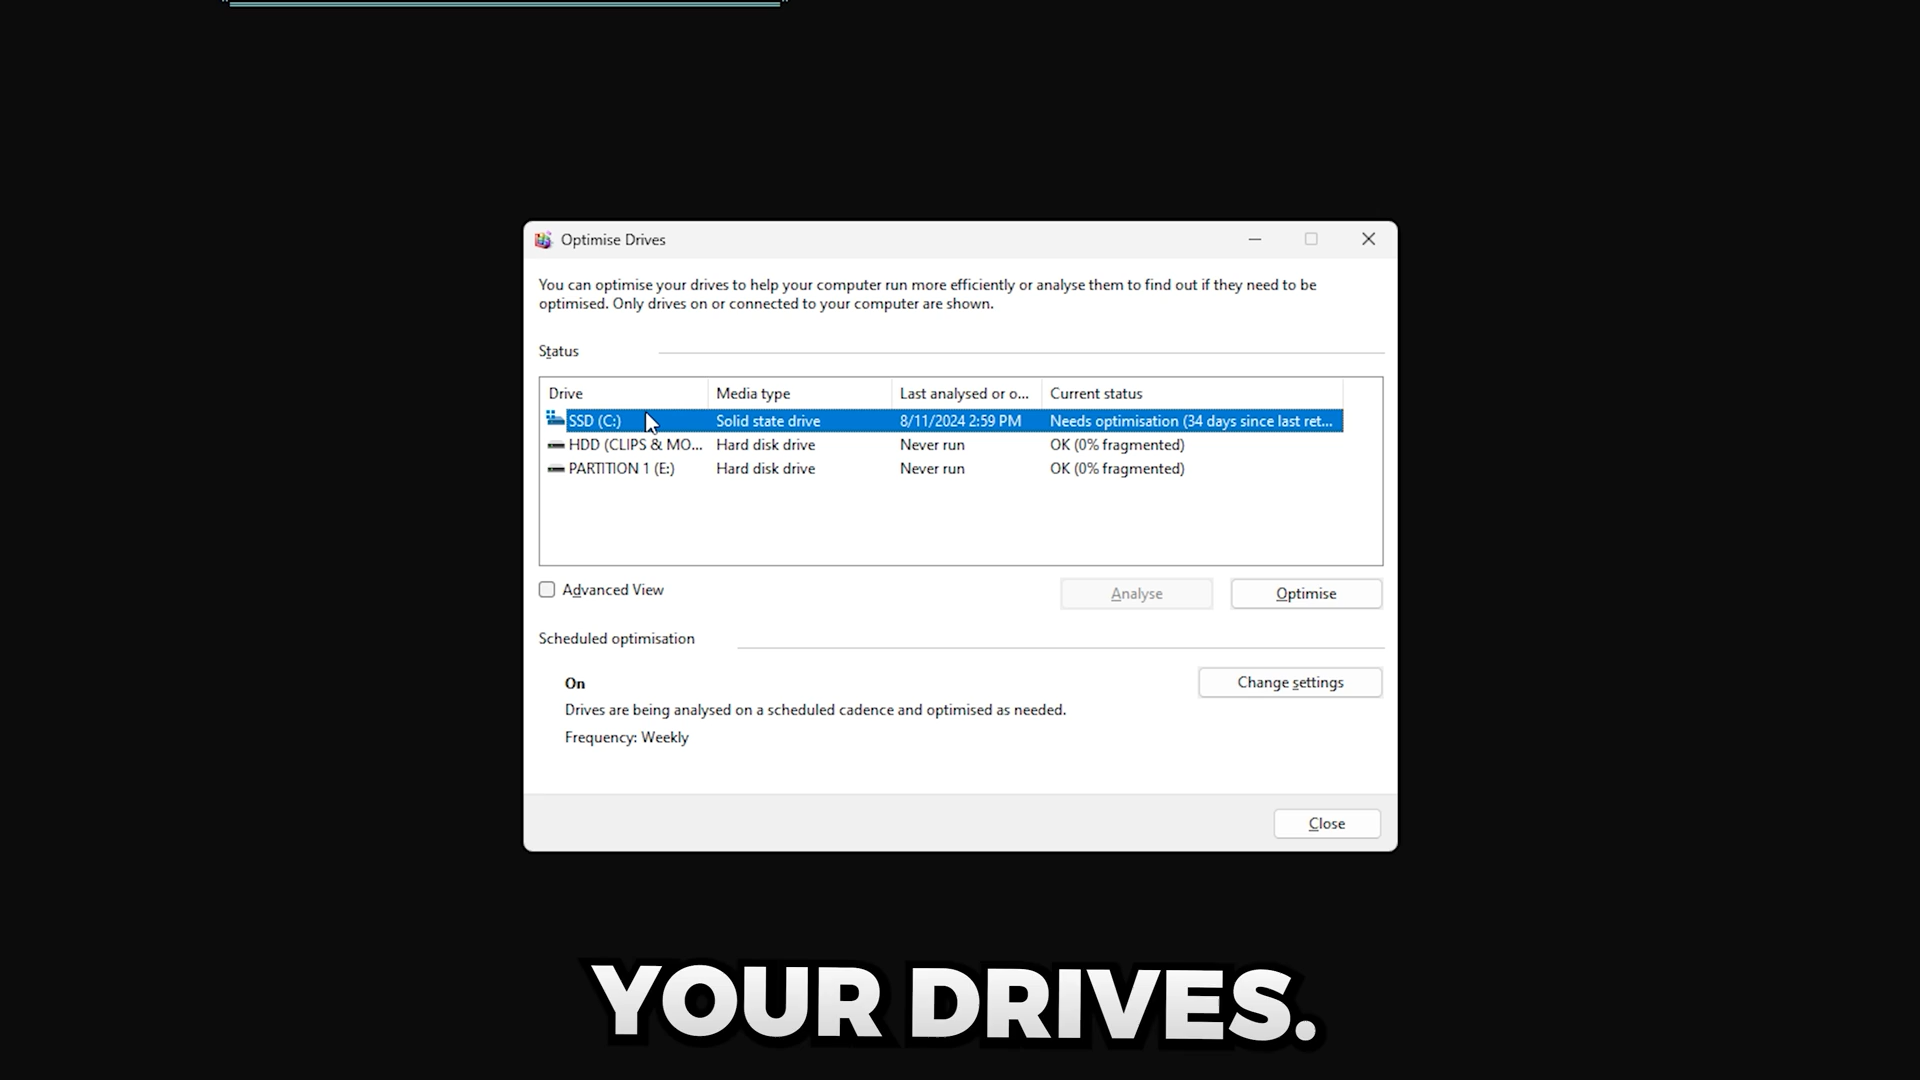 Optimise Drives
You can optimise your drives to help your computer run more efficiently or analyse them to find out if they need to be
optimised. Only drives on or connected to your computer are shown.
Status
Drive Media type Last analysed or o... Current status
SSD (C:) Solid state drive 8/11/2024 2:59 PM Needs optimisation (34 days since last ret...
HDD (CLIPS & MO... Hard disk drive Never run OK (0% fragmented)
PARTITION 1 (E:) Hard disk drive Never run OK (0% fragmented)
Advanced View Analyse Optimise
Scheduled optimisation
On Change settings
Drives are being analysed on a scheduled cadence and optimised as needed.
Frequency: Weekly
Close
YOUR DRIVES.